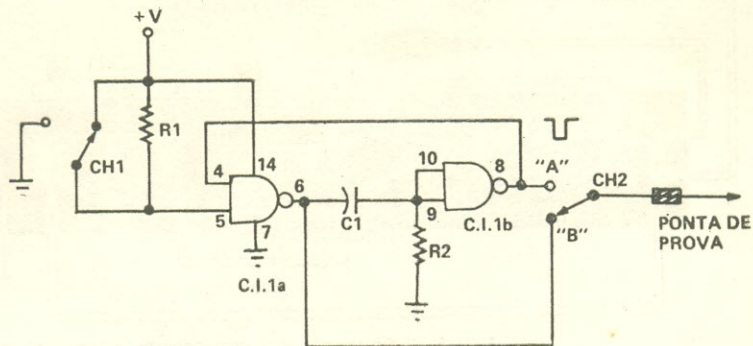 +V
R1
CH1
4
5
14
6
7
C.I.1a
C1
10
9
8
C.I.1b
R2
"A"
"B"
CH2
PONTA DE
PROVA